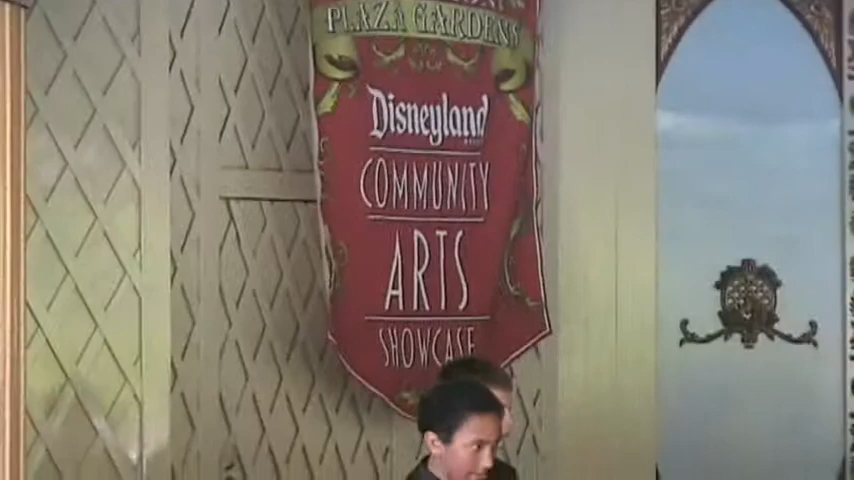 PLAZA GARDENS
Disneyland
COMMUNITY
ARTS
SHOWCASE